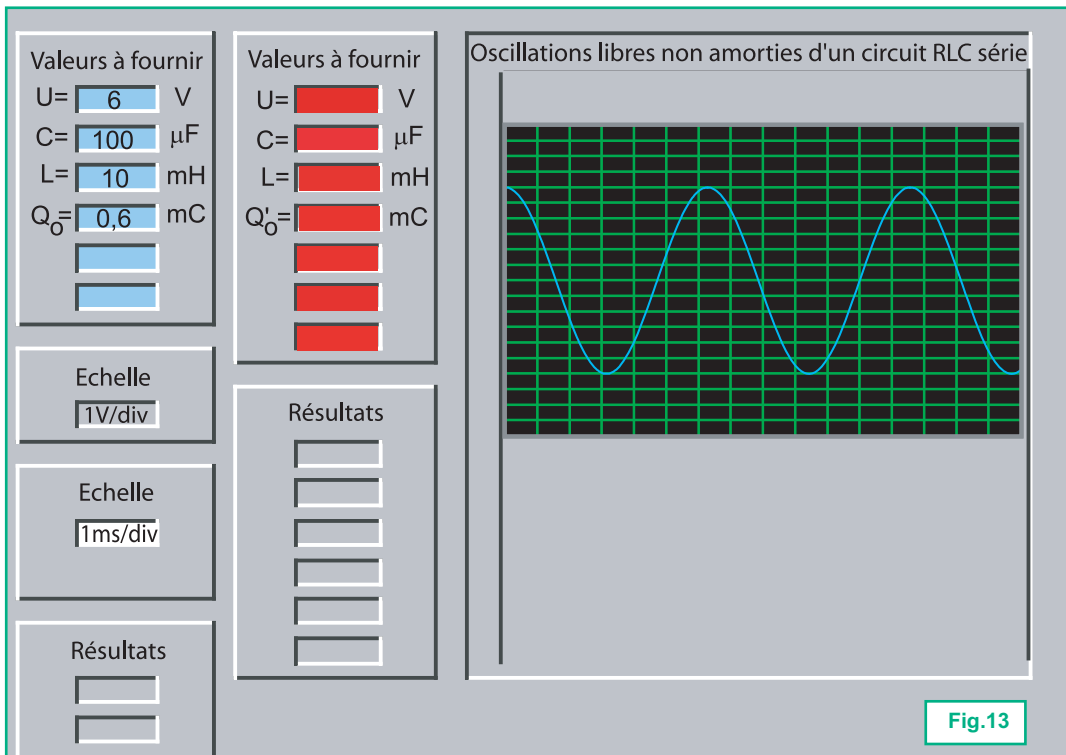 Valeurs à fournir
U= 6 V
C= 100 µF
L= 10 mH
Qo= 0,6 mC
Echelle
1V/div
Echelle
1ms/div
Résultats
Valeurs à fournir
U= V
C= µF
L= mH
Q'o= mC
Résultats
Oscillations libres non amorties d'un circuit RLC série
Fig.13